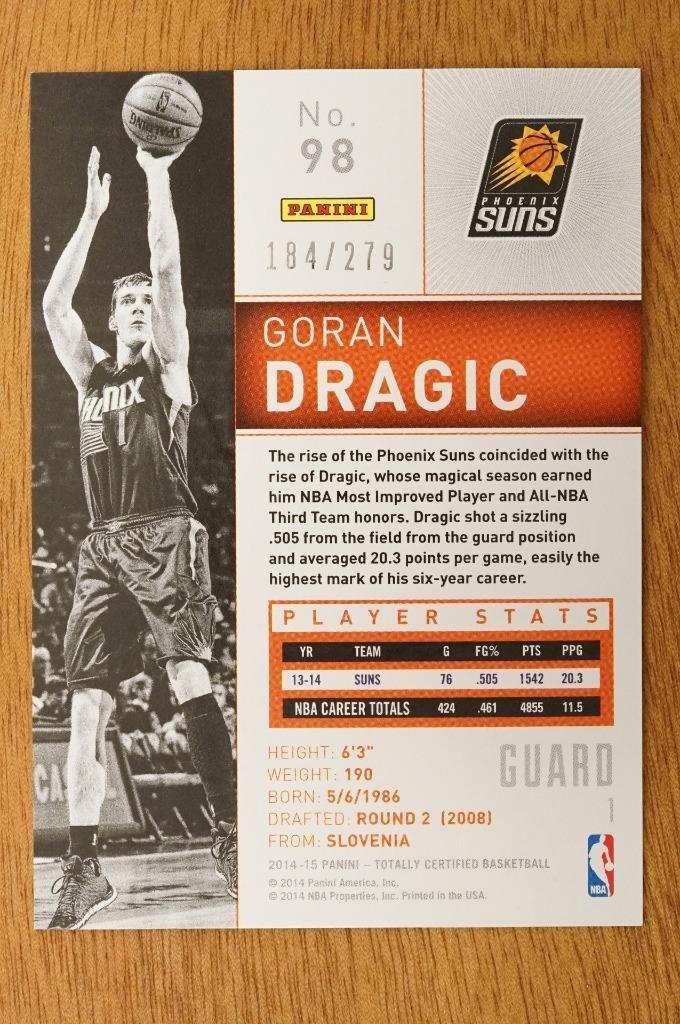 No.
98
PANINI
184/279
PHOENIX
SUNS
GORAN
DRAGIC
The rise of the Phoenix Suns coincided with the
rise of Dragic, whose magical season earned
him NBA Most Improved Player and All-NBA
Third Team honors. Dragic shot a sizzling
.505 from the field from the guard position
and averaged 20.3 points per game, easily the
highest mark of his six-year career.
PLAYER STATS
YR TEAM G FG% PTS PPG
13-14 SUNS 76 .505 1542 20.3
NBA CAREER TOTALS 424 .461 4855 11.5
HEIGHT: 6'3"
WEIGHT: 190
BORN: 5/6/1986
DRAFTED: ROUND 2 (2008)
FROM: SLOVENIA
GUARD
1
2014-15 PANINI – TOTALLY CERTIFIED BASKETBALL
© 2014 Panini America, Inc.
© 2014 NBA Properties, Inc. Printed in the USA.
NBA
SPALDING
1